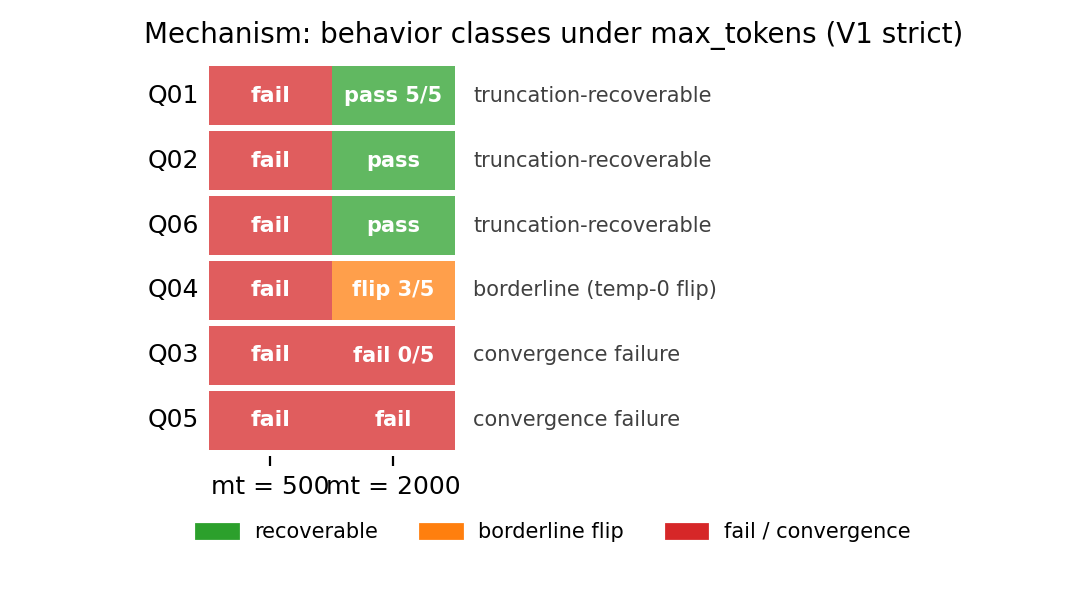 Mechanism: behavior classes under max_tokens (V1 strict)
Q01 fail pass 5/5 truncation-recoverable
Q02 fail pass truncation-recoverable
Q06 fail pass truncation-recoverable
Q04 fail flip 3/5 borderline (temp-0 flip)
Q03 fail fail 0/5 convergence failure
Q05 fail fail convergence failure
mt = 500 mt = 2000
recoverable borderline flip fail / convergence